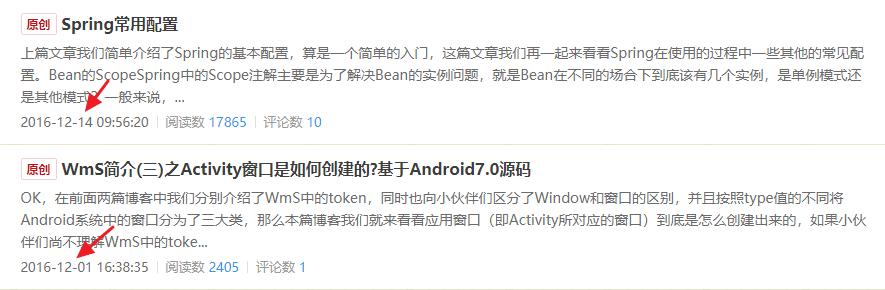 原创 Spring常用配置
上篇文章我们简单介绍了Spring的基本配置，算是一个简单的入门，这篇文章我们再一起来看看Spring在使用的过程中一些其他的常见配
置。Bean的ScopeSpring中的Scope注解主要是为了解决Bean的实例问题，就是Bean在不同的场合下到底该有几个实例，是单例模式还
是其他模式？一般来说，...
2016-12-14 09:56:20 阅读数 17865 评论数 10
原创 WmS简介(三)之Activity窗口是如何创建的?基于Android7.0源码
OK，在前面两篇博客中我们分别介绍了WmS中的token，同时也向小伙伴们区分了Window和窗口的区别，并且按照type值的不同将
Android系统中的窗口分为了三大类，那么本篇博客我们就来看看应用窗口（即Activity所对应的窗口）到底是怎么创建出来的，如果小伙
伴们尚不理解WmS中的toke...
2016-12-01 16:38:35 阅读数 2405 评论数 1